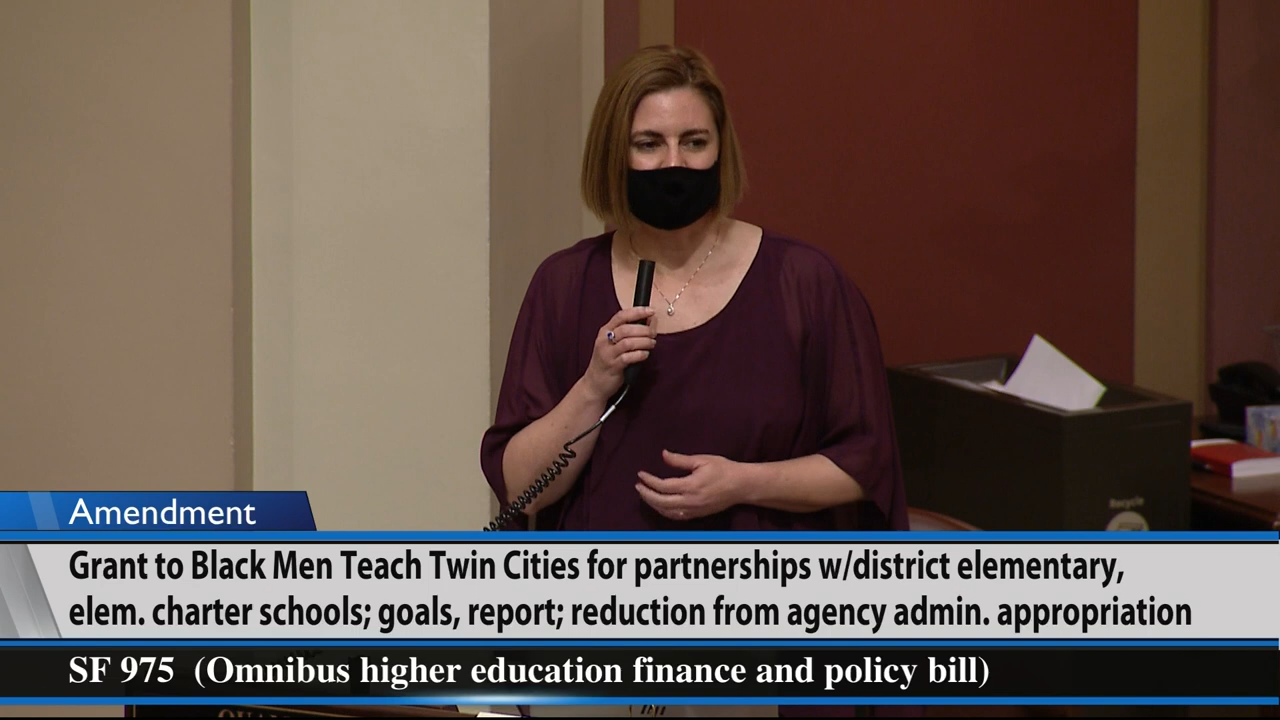 Recycle
Amendment
Grant to Black Men Teach Twin Cities for partnerships w/district elementary,
elem. charter schools; goals, report; reduction from agency admin. appropriation
SF 975 (Omnibus higher education finance and policy bill)